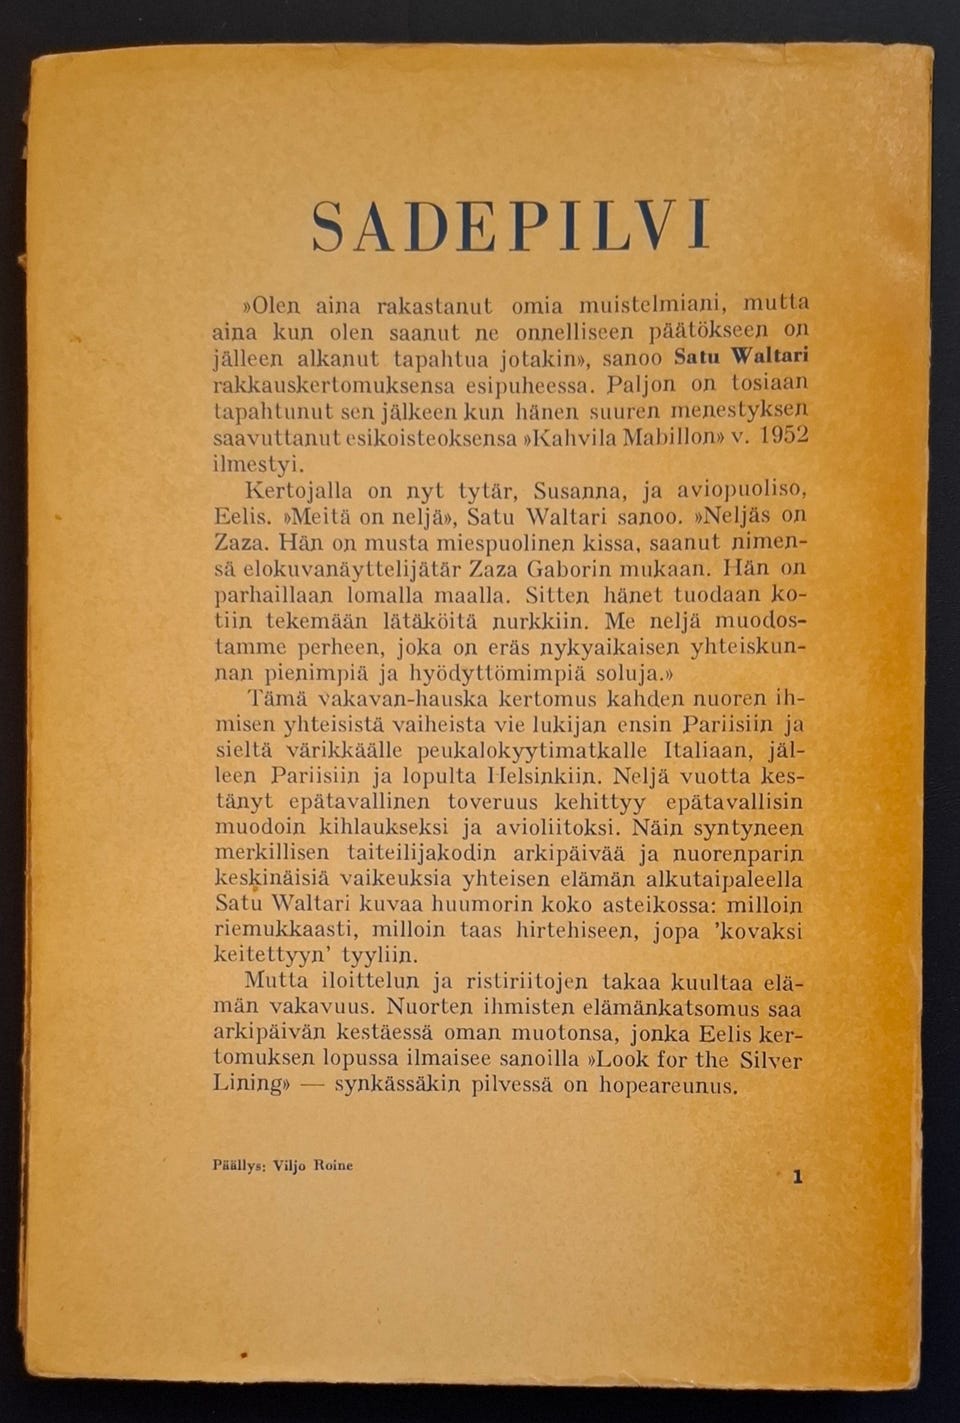 SADEPILVI
»Olen aina rakastanut omia muistelmiani, mutta
aina kun olen saanut ne onnelliseen päätökseen on
jälleen alkanut tapahtua jotakin», sanoo Satu Waltari
rakkauskertomuksensa esipuheessa. Paljon on tosiaan
tapahtunut sen jälkeen kun hänen suuren menestyksen
saavuttanut esikoisteoksensa »Kahvila Mabillon» v. 1952
ilmestyi.
Kertojalla on nyt tytär, Susanna, ja aviopuoliso,
Eelis. »Meitä on neljä», Satu Waltari sanoo. »Neljäs on
Zaza. Hän on musta miespuolinen kissa, saanut nimen-
sä elokuvanäyttelijätär Zaza Gaborin mukaan. Hän on
parhaillaan lomalla maalla. Sitten hänet tuodaan ko-
tiin tekemään lätäköitä nurkkiin. Me neljä muodos-
tamme perheen, joka on eräs nykyaikaisen yhteiskun-
nan pienimpiä ja hyödyttömimpiä soluja.»
Tämä vakavan-hauska kertomus kahden nuoren ih-
misen yhteisistä vaiheista vie lukijan ensin Pariisiin ja
sieltä värikkäälle peukalokyytimatkalle Italiaan, jäl-
leen Pariisiin ja lopulta Helsinkiin. Neljä vuotta kes-
tänyt epätavallinen toveruus kehittyy epätavallisin
muodoin kihlaukseksi ja avioliitoksi. Näin syntyneen
merkillisen taiteilijakodin arkipäivää ja nuorenparin
keskinäisiä vaikeuksia yhteisen elämän alkutaipaleella
Satu Waltari kuvaa huumorin koko asteikossa: milloin
riemukkaasti, milloin taas hirtehiseen, jopa ’kovaksi
keitettyyn’ tyyliin.
Mutta iloittelun ja ristiriitojen takaa kuultaa elä-
män vakavuus. Nuorten ihmisten elämänkatsomus saa
arkipäivän kestäessä oman muotonsa, jonka Eelis ker-
tomuksen lopussa ilmaisee sanoilla »Look for the Silver
Lining» — synkässäkin pilvessä on hopeareunus.
Päällys: Viljo Roine
1